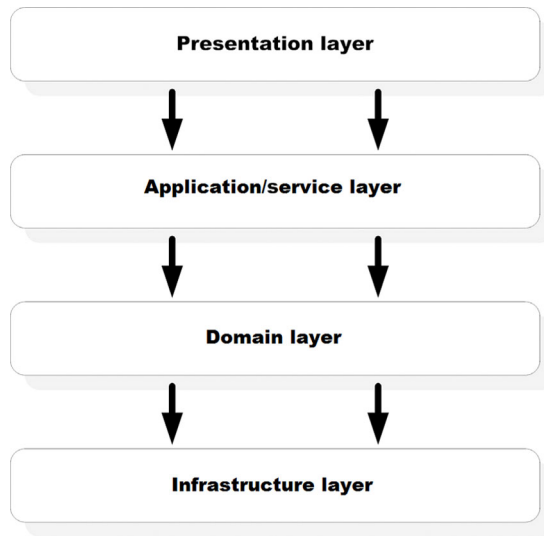 Presentation layer
Application/service layer
Domain layer
Infrastructure layer